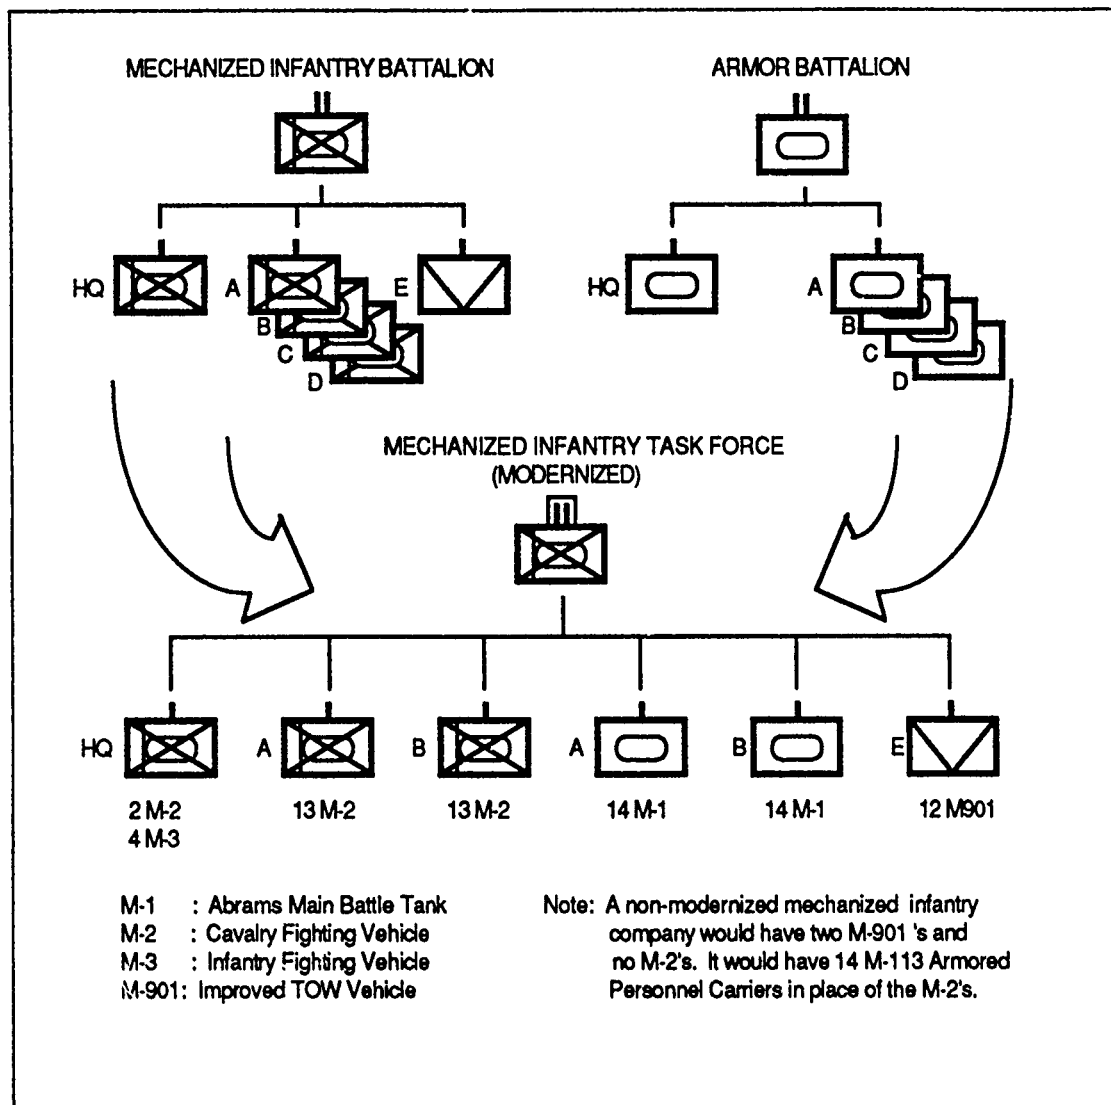 MECHANIZED INFANTRY BATTALION
ARMOR BATTALION
HQ
A
B
C
D
E
HQ
A
B
C
D
MECHANIZED INFANTRY TASK FORCE
(MODERNIZED)
HQ
A
B
A
B
E
2 M-2
4 M-3
13 M-2
13 M-2
14 M-1
14 M-1
12 M901
M-1 : Abrams Main Battle Tank
M-2 : Cavalry Fighting Vehicle
M-3 : Infantry Fighting Vehicle
M-901: Improved TOW Vehicle
Note: A non-modernized mechanized infantry
company would have two M-901 's and
no M-2's. It would have 14 M-113 Armored
Personnel Carriers in place of the M-2's.